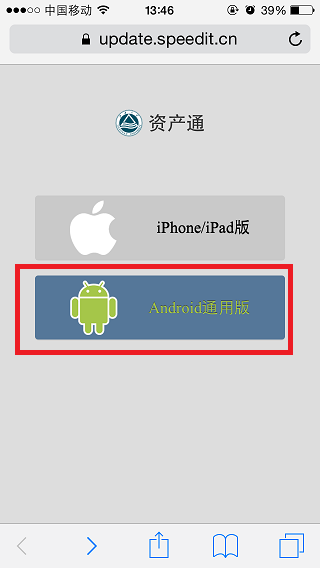 中国移动 13:46 39%
update.speedit.cn
资产通
iPhone/iPad版
Android通用版